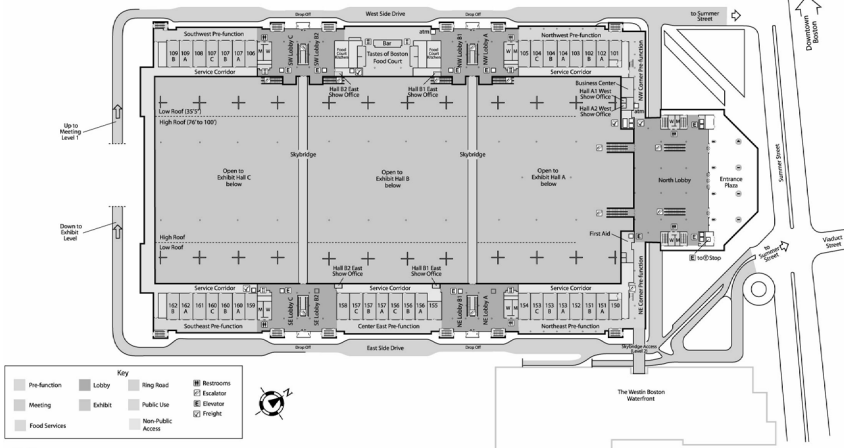 Drop Off
West Side Drive
Drop Off
to Summer
Street
Downtown
Boston
Southwest Pre-function
SW Lobby C
SW Lobby B2
Food
Court
Kitchen
Bar
Tastes of Boston
Food Court
atm
Food
Court
Kitchen
NW Lobby B1
NW Lobby A
Northwest Pre-function
NW Corner Pre-function
109
B
109
A
108
107
C
107
B
107
A
106
M
W
M
W
105
104
C
104
B
104
A
103
102
B
102
A
101
Service Corridor
Service Corridor
Business Center
Hall A1 West
Show Office
Hall A2 West
Show Office
atm
Hall B2 East
Show Office
Hall B1 East
Show Office
Low Roof (35'5")
High Roof (76' to 100')
Up to
Meeting
Level 1
Skybridge
Skybridge
Open to
Exhibit Hall C
below
Open to
Exhibit Hall B
below
Open to
Exhibit Hall A
below
North Lobby
Entrance
Plaza
Summer Street
Down to
Exhibit
Level
High Roof
Low Roof
First Aid
E to T Stop
to
Summer
Street
Viaduct
Street
Hall B2 East
Show Office
Hall B1 East
Show Office
Service Corridor
Service Corridor
Service Corridor
162
B
162
A
161
160
C
160
B
160
A
159
M
W
SE Lobby C
SE Lobby B2
158
157
C
157
B
157
A
156
C
156
B
156
A
155
NE Lobby B1
NE Lobby A
M
W
154
153
C
153
B
153
A
152
151
B
151
A
150
NE Corner Pre-function
Southeast Pre-function
Center East Pre-function
Northeast Pre-function
Drop Off
East Side Drive
Drop Off
Skybridge Access
(Level 2)
The Westin Boston
Waterfront
Key
Pre-function
Lobby
Ring Road
Restrooms
Escalator
Meeting
Exhibit
Public Use
E Elevator
Freight
Food Services
Non-Public
Access
N